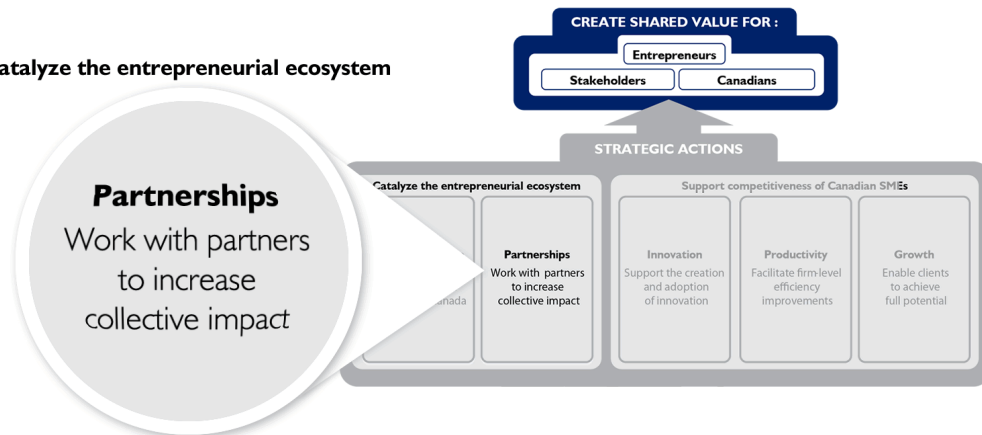 CREATE SHARED VALUE FOR :
Entrepreneurs
Stakeholders
Canadians
atalyze the entrepreneurial ecosystem
STRATEGIC ACTIONS
Catalyze the entrepreneurial ecosystem
Support competitiveness of Canadian SMEs
Partnerships
Work with partners
to increase
collective impact
Partnerships
Work with partners
to increase
collective impact
Innovation
Support the creation
and adoption
of innovation
Productivity
Facilitate firm-level
efficiency
improvements
Growth
Enable clients
to achieve
full potential